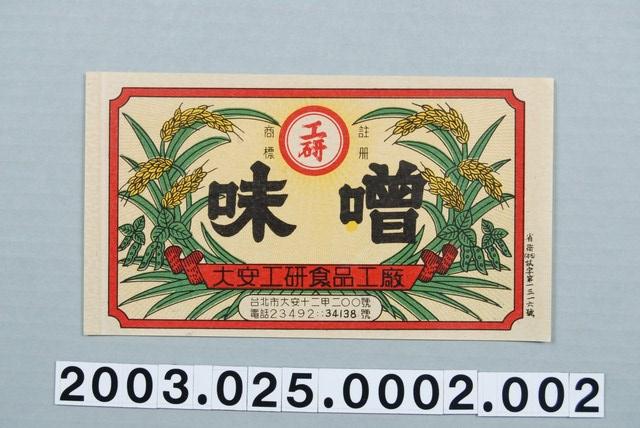 工研
註冊
商標
味噌
大安工研食品工廠
台北市大安十二甲二〇〇號
電話23492::34138號
2003.025.0002.002